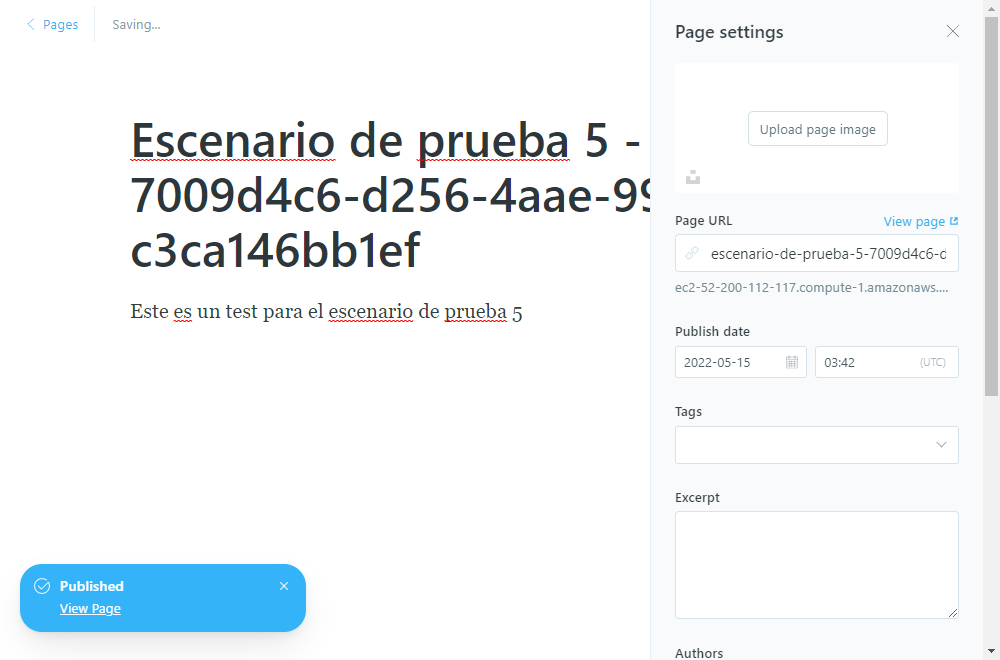 Pages
Saving...
Escenario de prueba 5 -
7009d4c6-d256-4aae-99
c3ca146bb1ef
Este es un test para el escenario de prueba 5
Published
View Page
Page settings
Upload page image
Page URL
View page
escenario-de-prueba-5-7009d4c6-d
ec2-52-200-112-117.compute-1.amazonaws....
Publish date
2022-05-15
03:42
(UTC)
Tags
Excerpt
Authors